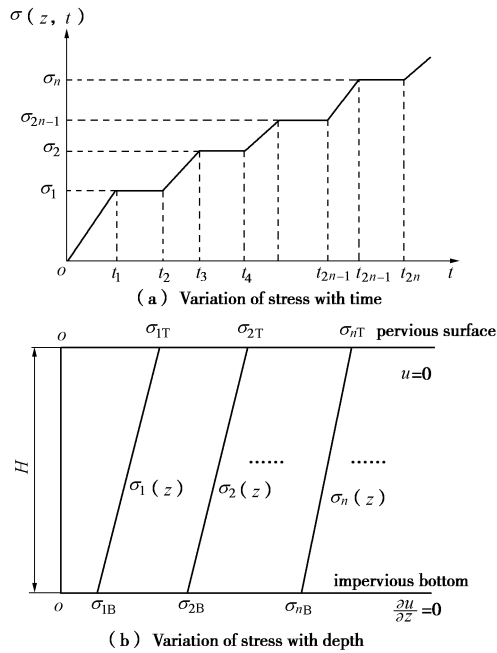 σ(z, t)
σn
σ2n−1
σ2
σ1
o t1 t2 t3 t4 t2n−1 t2n−1 t2n t
(a) Variation of stress with time
o σ1T σ2T σnT pervious surface
u=0
H
...... ......
σ1(z) σ2(z) σn(z)
impervious bottom
o σ1B σ2B σnB ∂u/∂z=0
(b) Variation of stress with depth